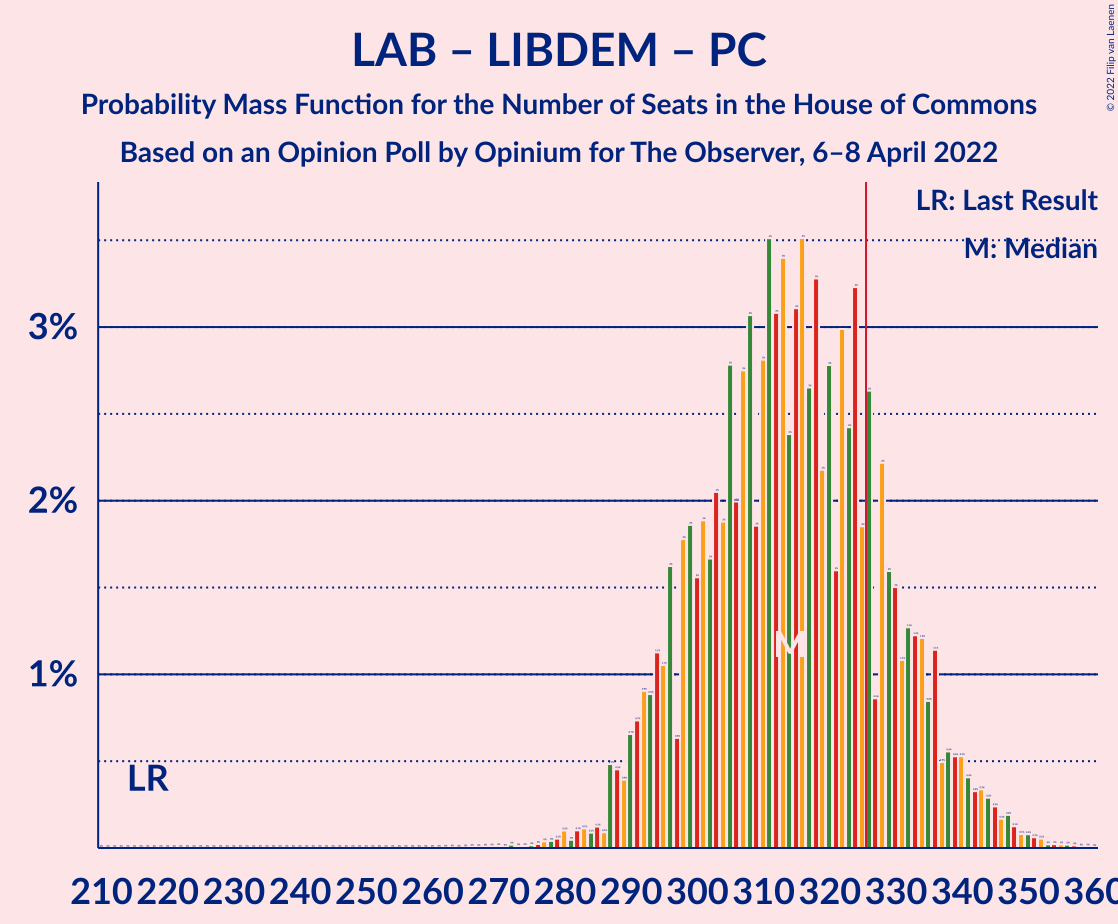 LAB – LIBDEM – PC
Probability Mass Function for the Number of Seats in the House of Commons
Based on an Opinion Poll by Opinium for The Observer, 6–8 April 2022
© 2022 Filip van Laenen
LR: Last Result
M: Median
3%
2%
1%
M
LR
210 220 230 240 250 260 270 280 290 300 310 320 330 340 350 360